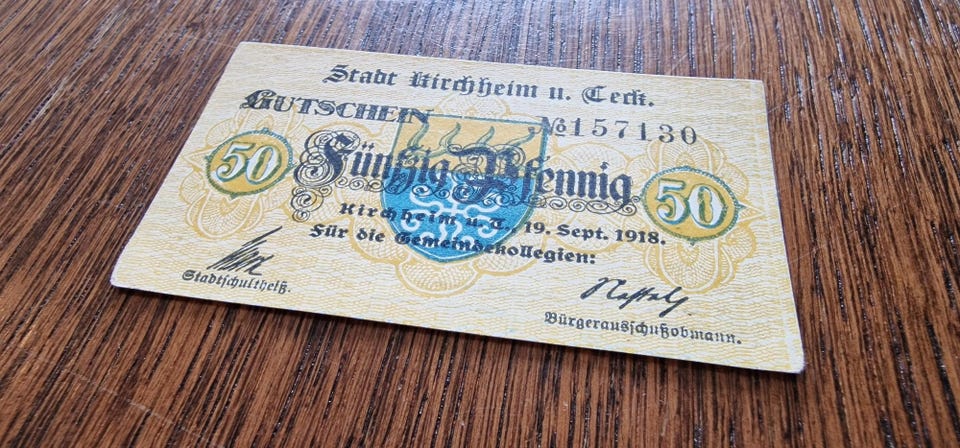 Stadt Kirchheim u. Teck.
GUTSCHEIN №157130
50 Fünfzig Pfennig 50
Kirchheim u. T., 19. Sept. 1918.
Für die Gemeindekollegien:
Stadtschultheiß.
Bürgerausschußobmann.